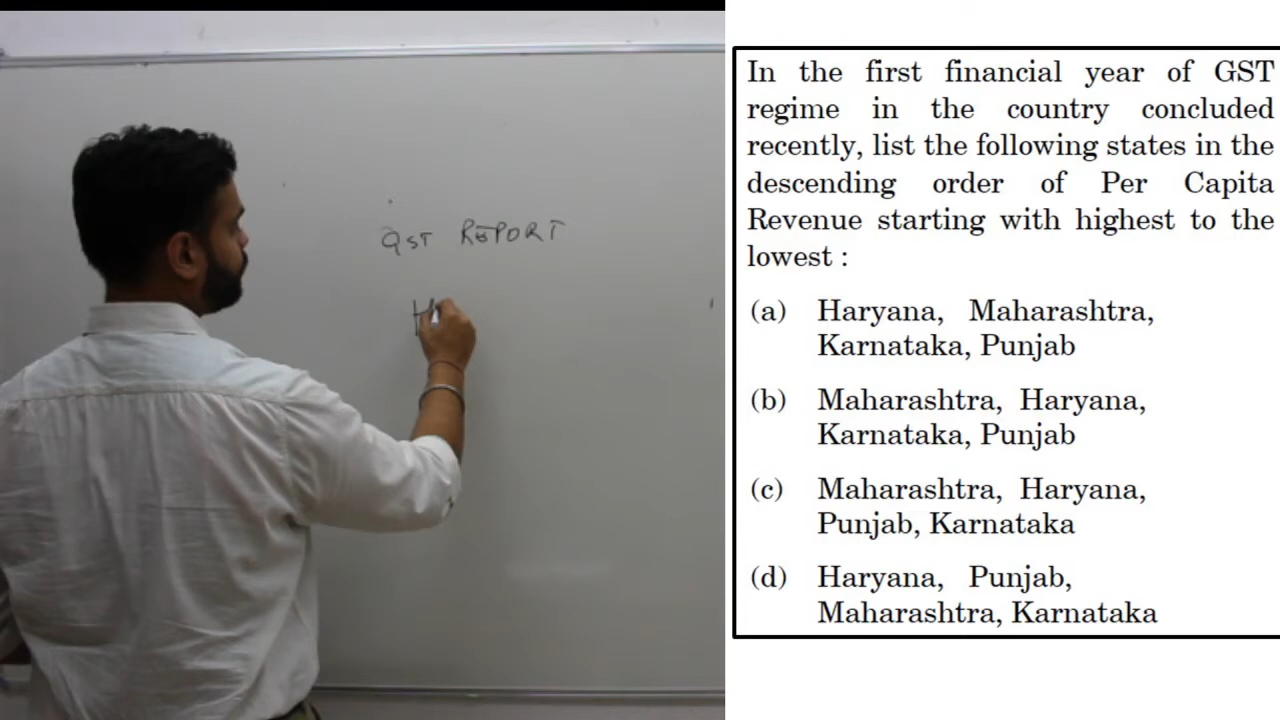 GST REPORT
H
In the first financial year of GST
regime in the country concluded
recently, list the following states in the
descending order of Per Capita
Revenue starting with highest to the
lowest :
(a) Haryana, Maharashtra,
Karnataka, Punjab
(b) Maharashtra, Haryana,
Karnataka, Punjab
(c) Maharashtra, Haryana,
Punjab, Karnataka
(d) Haryana, Punjab,
Maharashtra, Karnataka